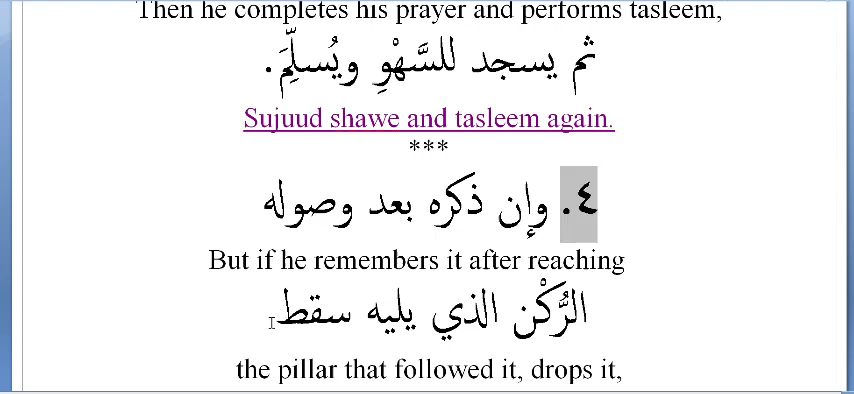 Then he completes his prayer and performs tasleem,
ثم يسجد للسَّهْوِ ويُسلِّمَ.
Sujuud shawe and tasleem again.
***
٤. وإن ذكره بعد وصوله
But if he remembers it after reaching
الرُّكْن الذي يليه سقط
the pillar that followed it, drops it,